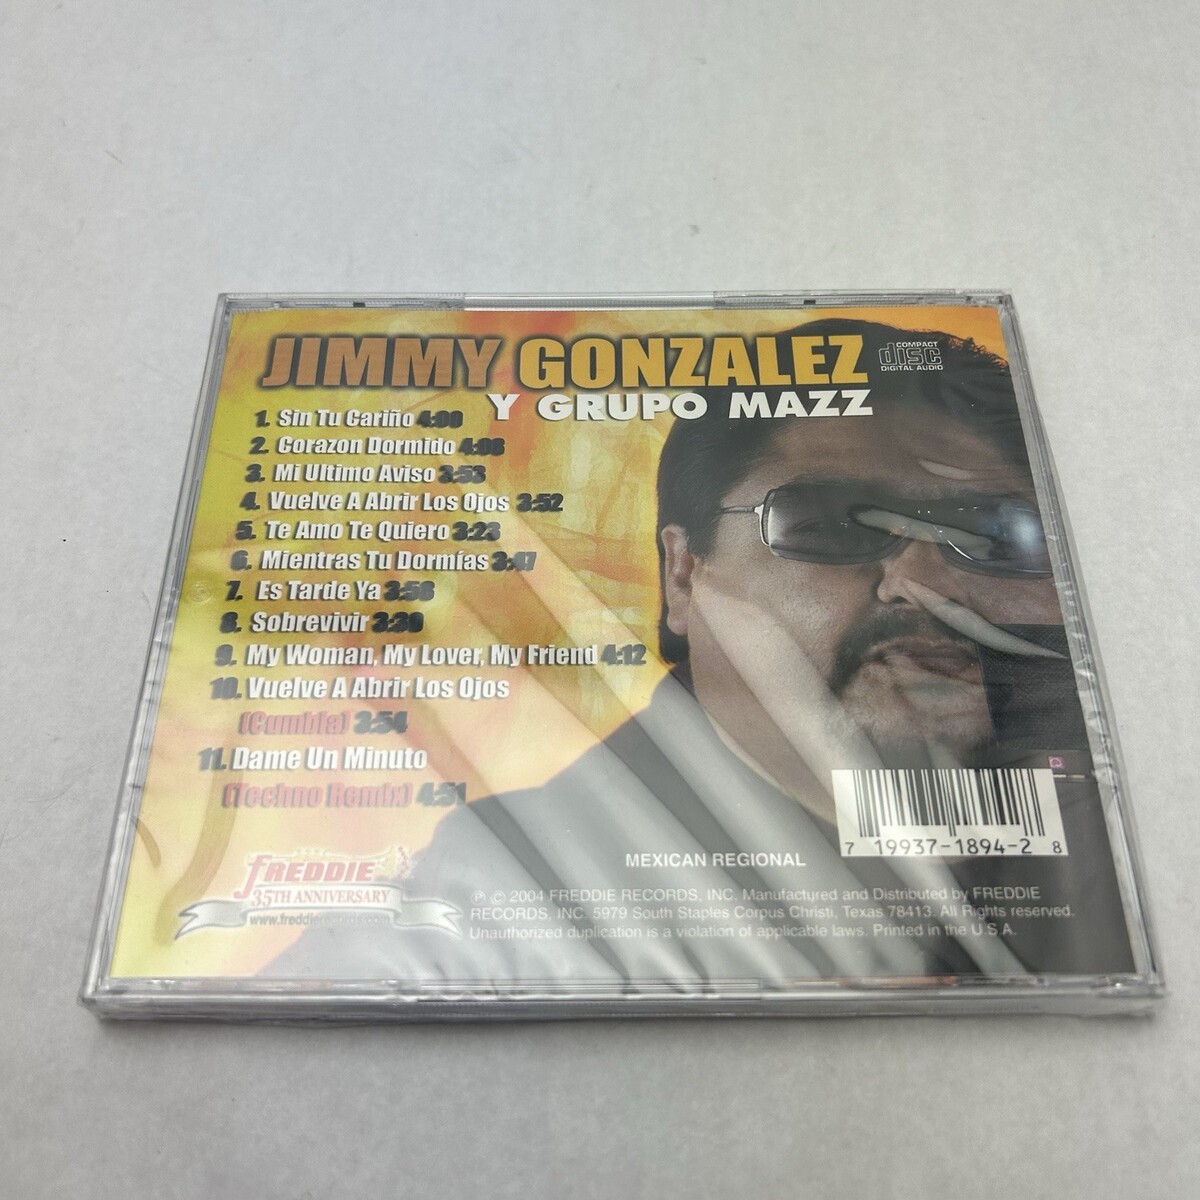 JIMMY GONZALEZ
Y GRUPO MAZZ
COMPACT
disc
DIGITAL AUDIO
1. Sin Tu Cariño 4:00
2. Corazon Dormido 4:08
3. Mi Ultimo Aviso 3:53
4. Vuelve A Abrir Los Ojos 3:52
5. Te Amo Te Quiero 3:23
6. Mientras Tu Dormías 3:47
7. Es Tarde Ya 3:58
8. Sobrevivir
9. My Woman, My Lover, My Friend 4:12
10. Vuelve A Abrir Los Ojos
(Cumbia) 3:54
11. Dame Un Minuto
(Techno Remix) 4:51
7 19937-1894-2 8
MEXICAN REGIONAL
FREDDIE
35TH ANNIVERSARY
www.freddierecords.com
℗ © 2004 FREDDIE RECORDS, INC. Manufactured and Distributed by FREDDIE
RECORDS, INC. 5979 South Staples Corpus Christi, Texas 78413. All Rights reserved.
Unauthorized duplication is a violation of applicable laws. Printed in the U.S.A.